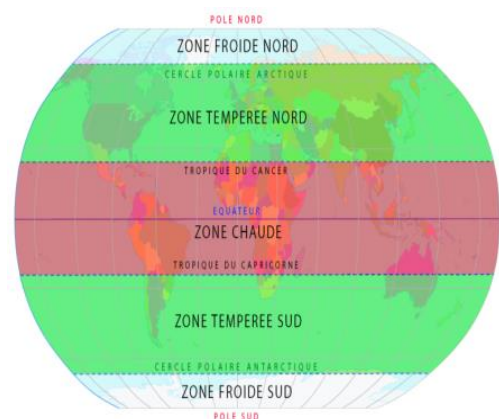 POLE NORD
ZONE FROIDE NORD
CERCLE POLAIRE ARCTIQUE
ZONE TEMPEREE NORD
TROPIQUE DU CANCER
EQUATEUR
ZONE CHAUDE
TROPIQUE DU CAPRICORNE
ZONE TEMPEREE SUD
CERCLE POLAIRE ANTARCTIQUE
ZONE FROIDE SUD
POLE SUD